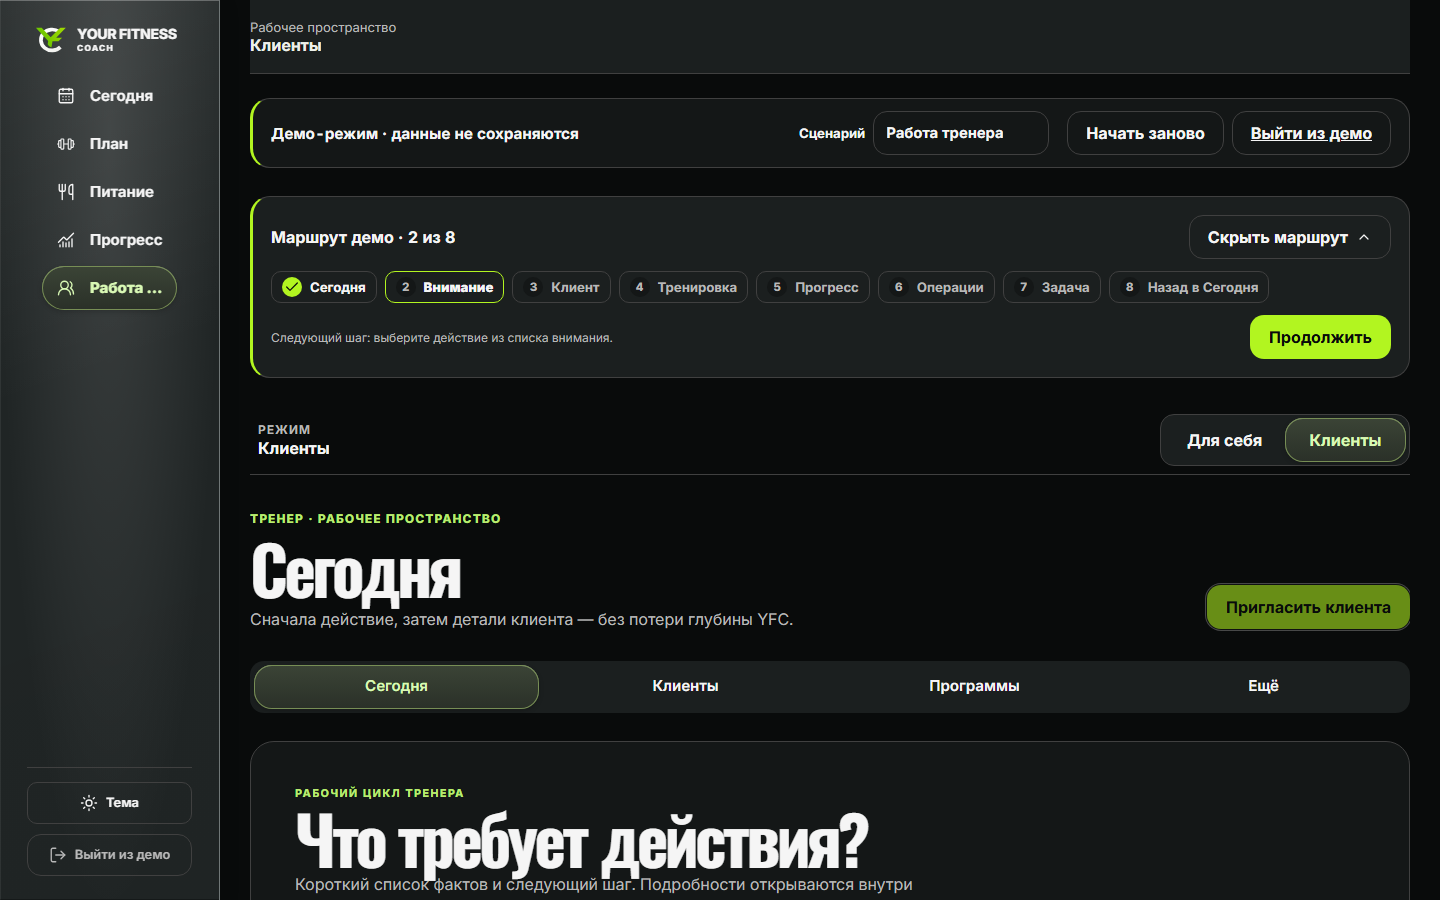 YOUR FITNESS
COACH
Сегодня
План
Питание
Прогресс
Работа ...
Тема
Выйти из демо
Рабочее пространство
Клиенты
Демо-режим · данные не сохраняются
Сценарий
Работа тренера
Начать заново
Выйти из демо
Маршрут демо · 2 из 8
Скрыть маршрут
Сегодня
2 Внимание
3 Клиент
4 Тренировка
5 Прогресс
6 Операции
7 Задача
8 Назад в Сегодня
Следующий шаг: выберите действие из списка внимания.
Продолжить
РЕЖИМ
Клиенты
Для себя
Клиенты
ТРЕНЕР · РАБОЧЕЕ ПРОСТРАНСТВО
Сегодня
Сначала действие, затем детали клиента — без потери глубины YFC.
Пригласить клиента
Сегодня
Клиенты
Программы
Ещё
РАБОЧИЙ ЦИКЛ ТРЕНЕРА
Что требует действия?
Короткий список фактов и следующий шаг. Подробности открываются внутри